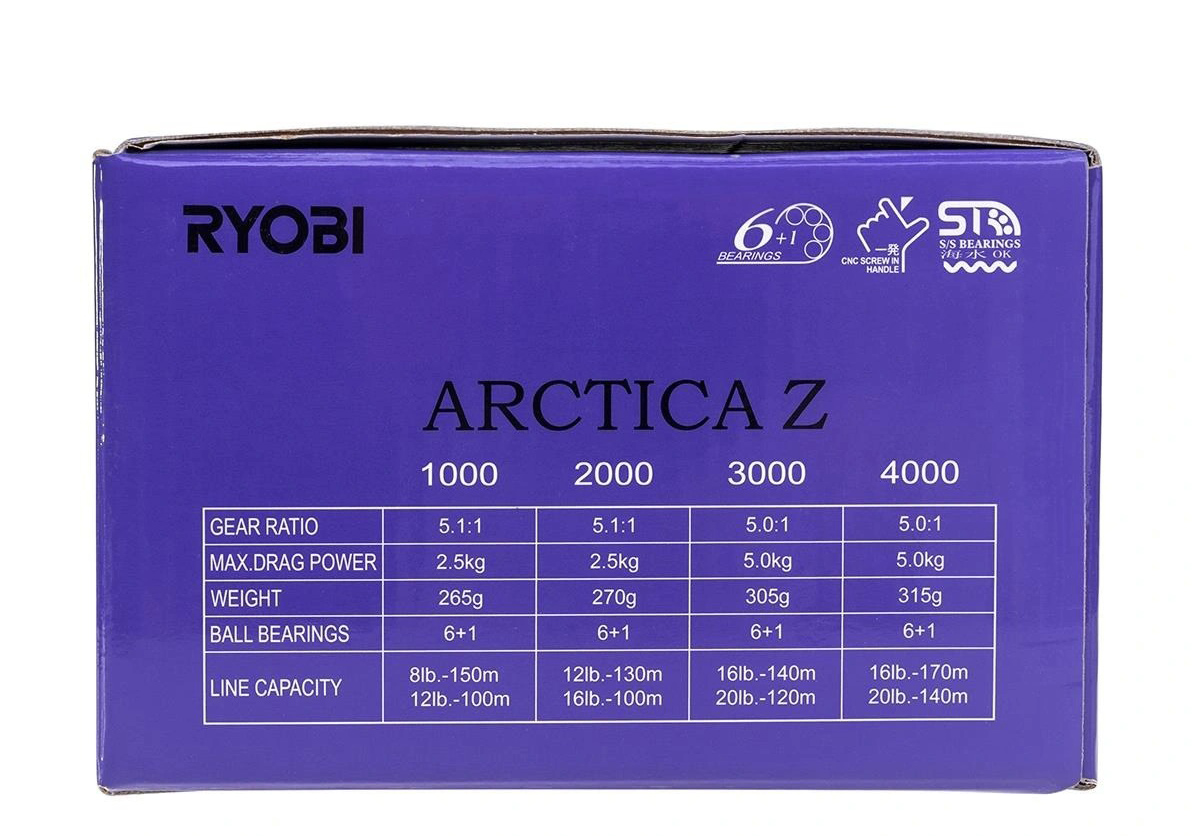 RYOBI
6+1
BEARINGS
一発
CNC SCREW IN
HANDLE
STR
S/S BEARINGS
海水 OK
ARCTICA Z
1000 2000 3000 4000
GEAR RATIO 5.1:1 5.1:1 5.0:1 5.0:1
MAX.DRAG POWER 2.5kg 2.5kg 5.0kg 5.0kg
WEIGHT 265g 270g 305g 315g
BALL BEARINGS 6+1 6+1 6+1 6+1
LINE CAPACITY 8lb.-150m 12lb.-130m 16lb.-140m 16lb.-170m
12lb.-100m 16lb.-100m 20lb.-120m 20lb.-140m